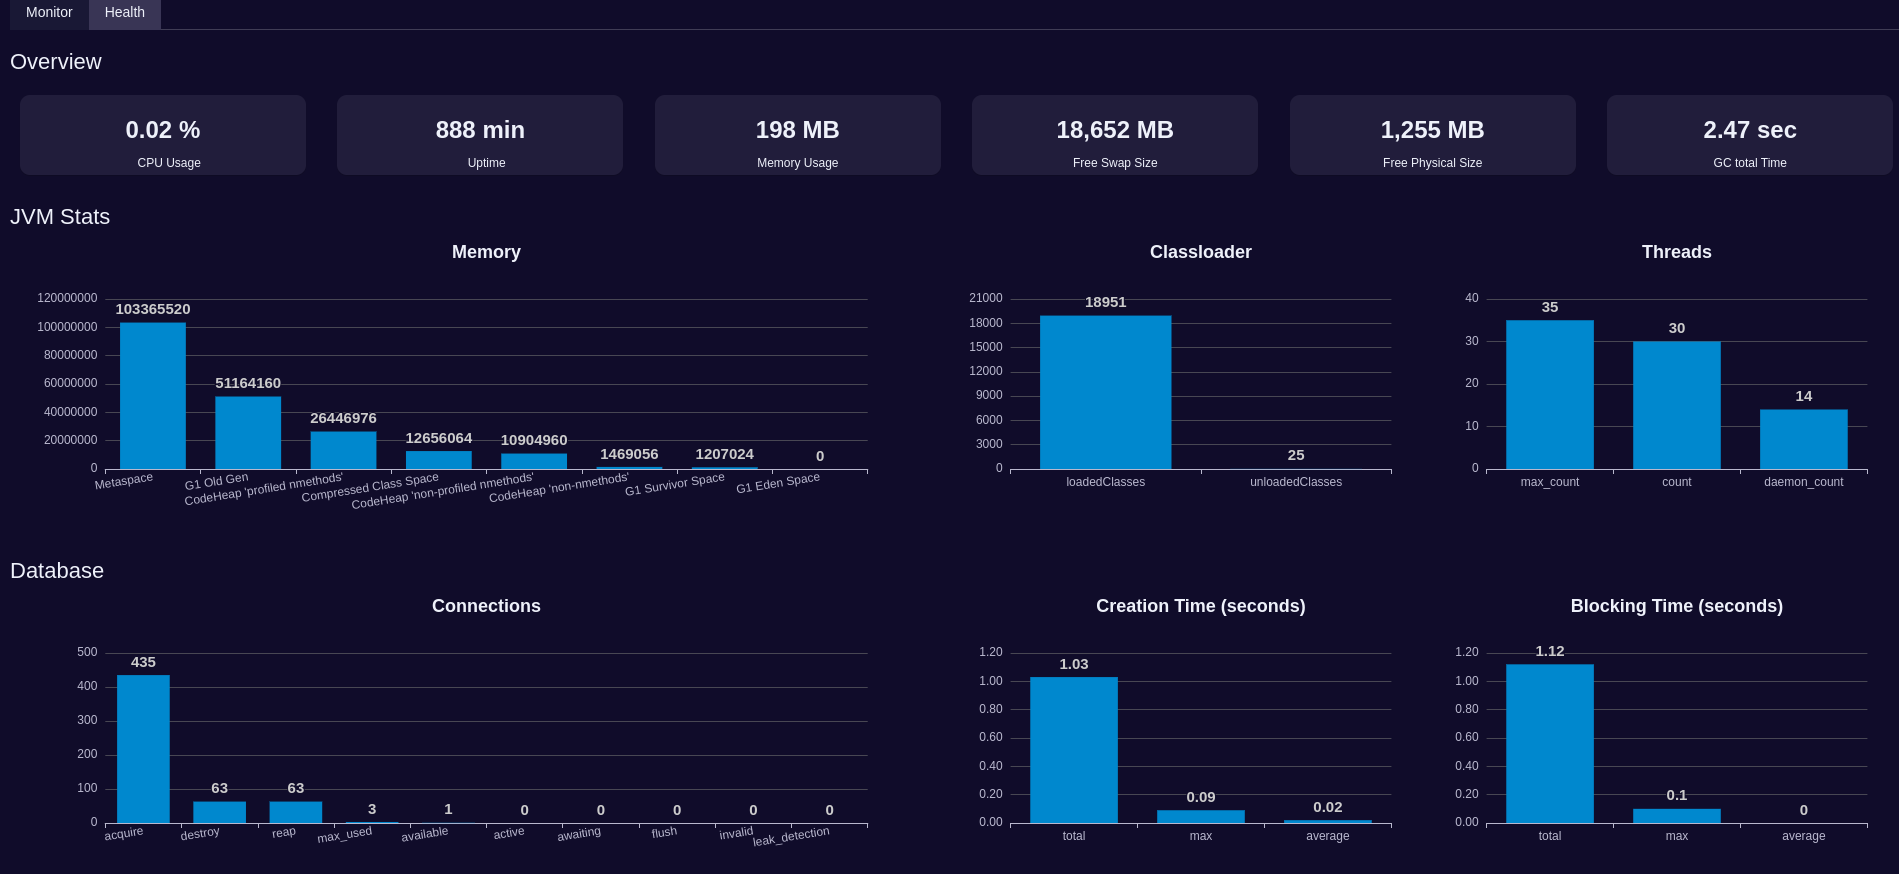 Monitor Health
Overview
0.02 % 888 min 198 MB 18,652 MB 1,255 MB 2.47 sec
CPU Usage Uptime Memory Usage Free Swap Size Free Physical Size GC total Time
JVM Stats
Memory
120000000
100000000
80000000
60000000
40000000
20000000
0
103365520
51164160
26446976
12656064
10904960
1469056
1207024
0
Metaspace
G1 Old Gen
CodeHeap 'profiled nmethods'
Compressed Class Space
CodeHeap 'non-profiled nmethods'
CodeHeap 'non-nmethods'
G1 Survivor Space
G1 Eden Space
Classloader
21000
18000
15000
12000
9000
6000
3000
0
18951
25
loadedClasses unloadedClasses
Threads
40
30
20
10
0
35
30
14
max_count count daemon_count
Database
Connections
500
400
300
200
100
0
435
63
63
3
1
0
0
0
0
0
acquire
destroy
reap
max_used
available
active
awaiting
flush
invalid
leak_detection
Creation Time (seconds)
1.20
1.00
0.80
0.60
0.40
0.20
0.00
1.03
0.09
0.02
total max average
Blocking Time (seconds)
1.20
1.00
0.80
0.60
0.40
0.20
0.00
1.12
0.1
0
total max average